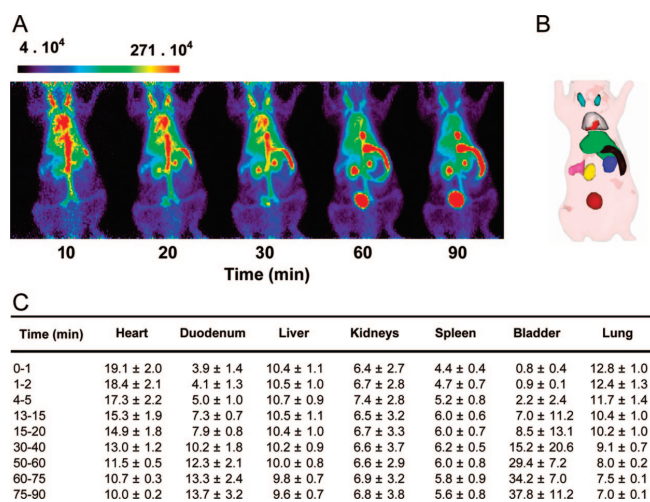 A
B
4 . 10⁴ 271 . 10⁴
10 20 30 60 90
Time (min)
C
Time (min) Heart Duodenum Liver Kidneys Spleen Bladder Lung
0-1 19.1 ± 2.0 3.9 ± 1.4 10.4 ± 1.1 6.4 ± 2.7 4.4 ± 0.4 0.8 ± 0.4 12.8 ± 1.0
1-2 18.4 ± 2.1 4.1 ± 1.3 10.5 ± 1.0 6.7 ± 2.8 4.7 ± 0.7 0.9 ± 0.1 12.4 ± 1.3
4-5 17.3 ± 2.2 5.0 ± 1.0 10.7 ± 0.9 7.4 ± 2.8 5.2 ± 0.8 2.2 ± 2.4 11.7 ± 1.4
13-15 15.3 ± 1.9 7.3 ± 0.7 10.5 ± 1.1 6.5 ± 3.2 6.0 ± 0.6 7.0 ± 11.2 10.4 ± 1.0
15-20 14.9 ± 1.8 7.9 ± 0.8 10.4 ± 1.0 6.7 ± 3.3 6.0 ± 0.7 8.5 ± 13.1 10.2 ± 1.0
30-40 13.0 ± 1.2 10.2 ± 1.8 10.2 ± 0.9 6.6 ± 3.7 6.2 ± 0.5 15.2 ± 20.6 9.1 ± 0.7
50-60 11.5 ± 0.5 12.3 ± 2.1 10.0 ± 0.8 6.6 ± 2.9 6.0 ± 0.8 29.4 ± 7.2 8.0 ± 0.2
60-75 10.7 ± 0.3 13.3 ± 2.4 9.8 ± 0.7 6.9 ± 3.2 5.8 ± 0.9 34.2 ± 7.0 7.5 ± 0.1
75-90 10.0 ± 0.2 13.7 ± 3.2 9.6 ± 0.7 6.8 ± 3.8 5.6 ± 0.8 37.8 ± 11.2 7.0 ± 0.1